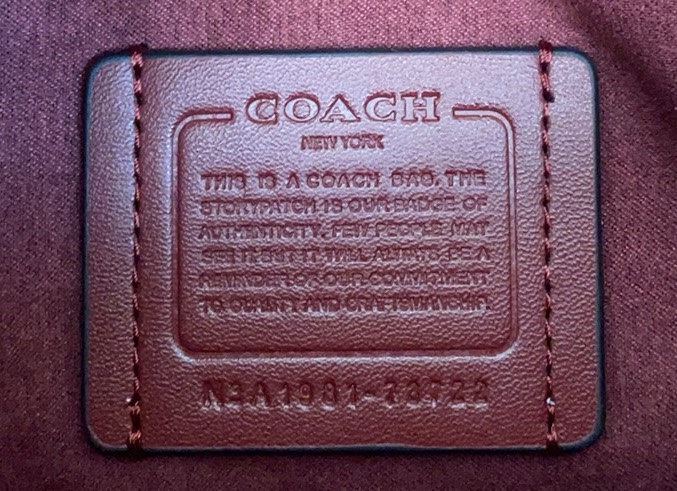 COACH
NEW YORK
THIS IS A COACH BAG. THE
STORYPATCH IS OUR BADGE OF
AUTHENTICITY. FEW PEOPLE MAY
SEE IT BUT IT WILL ALWAYS BE A
REMINDER OF OUR COMMITMENT
TO QUALITY AND CRAFTSMANSHIP.